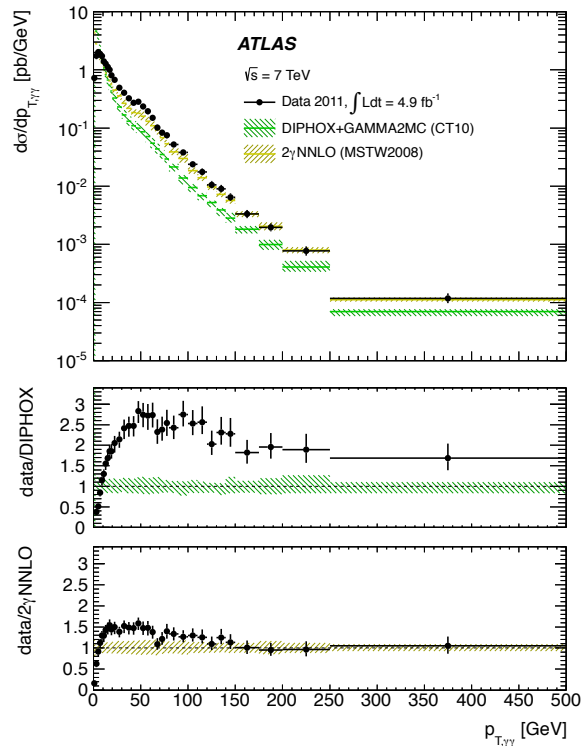 ATLAS
√s = 7 TeV
Data 2011, ∫Ldt = 4.9 fb⁻¹
DIPHOX+GAMMA2MC (CT10)
2γNNLO (MSTW2008)
dσ/dp_{T,γγ} [pb/GeV]
10
1
10⁻¹
10⁻²
10⁻³
10⁻⁴
10⁻⁵
data/DIPHOX
3
2.5
2
1.5
1
0.5
0
data/2γNNLO
3
2.5
2
1.5
1
0.5
0
0 50 100 150 200 250 300 350 400 450 500
p_{T,γγ} [GeV]